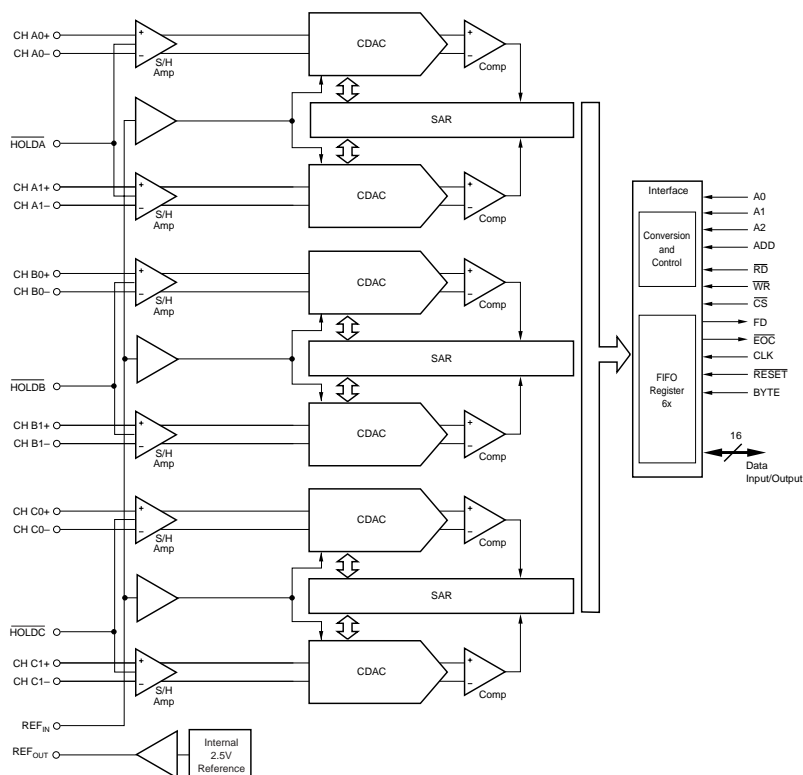 CH A0+
CH A0–
S/H
Amp
CDAC
Comp
SAR
HOLDA
CH A1+
CH A1–
S/H
Amp
CDAC
Comp
CH B0+
CH B0–
S/H
Amp
CDAC
Comp
SAR
HOLDB
CH B1+
CH B1–
S/H
Amp
CDAC
Comp
CH C0+
CH C0–
S/H
Amp
CDAC
Comp
SAR
HOLDC
CH C1+
CH C1–
S/H
Amp
CDAC
Comp
REFIN
REFOUT
Internal
2.5V
Reference
Interface
Conversion
and
Control
FIFO
Register
6x
A0
A1
A2
ADD
RD
WR
CS
FD
EOC
CLK
RESET
BYTE
16
Data
Input/Output